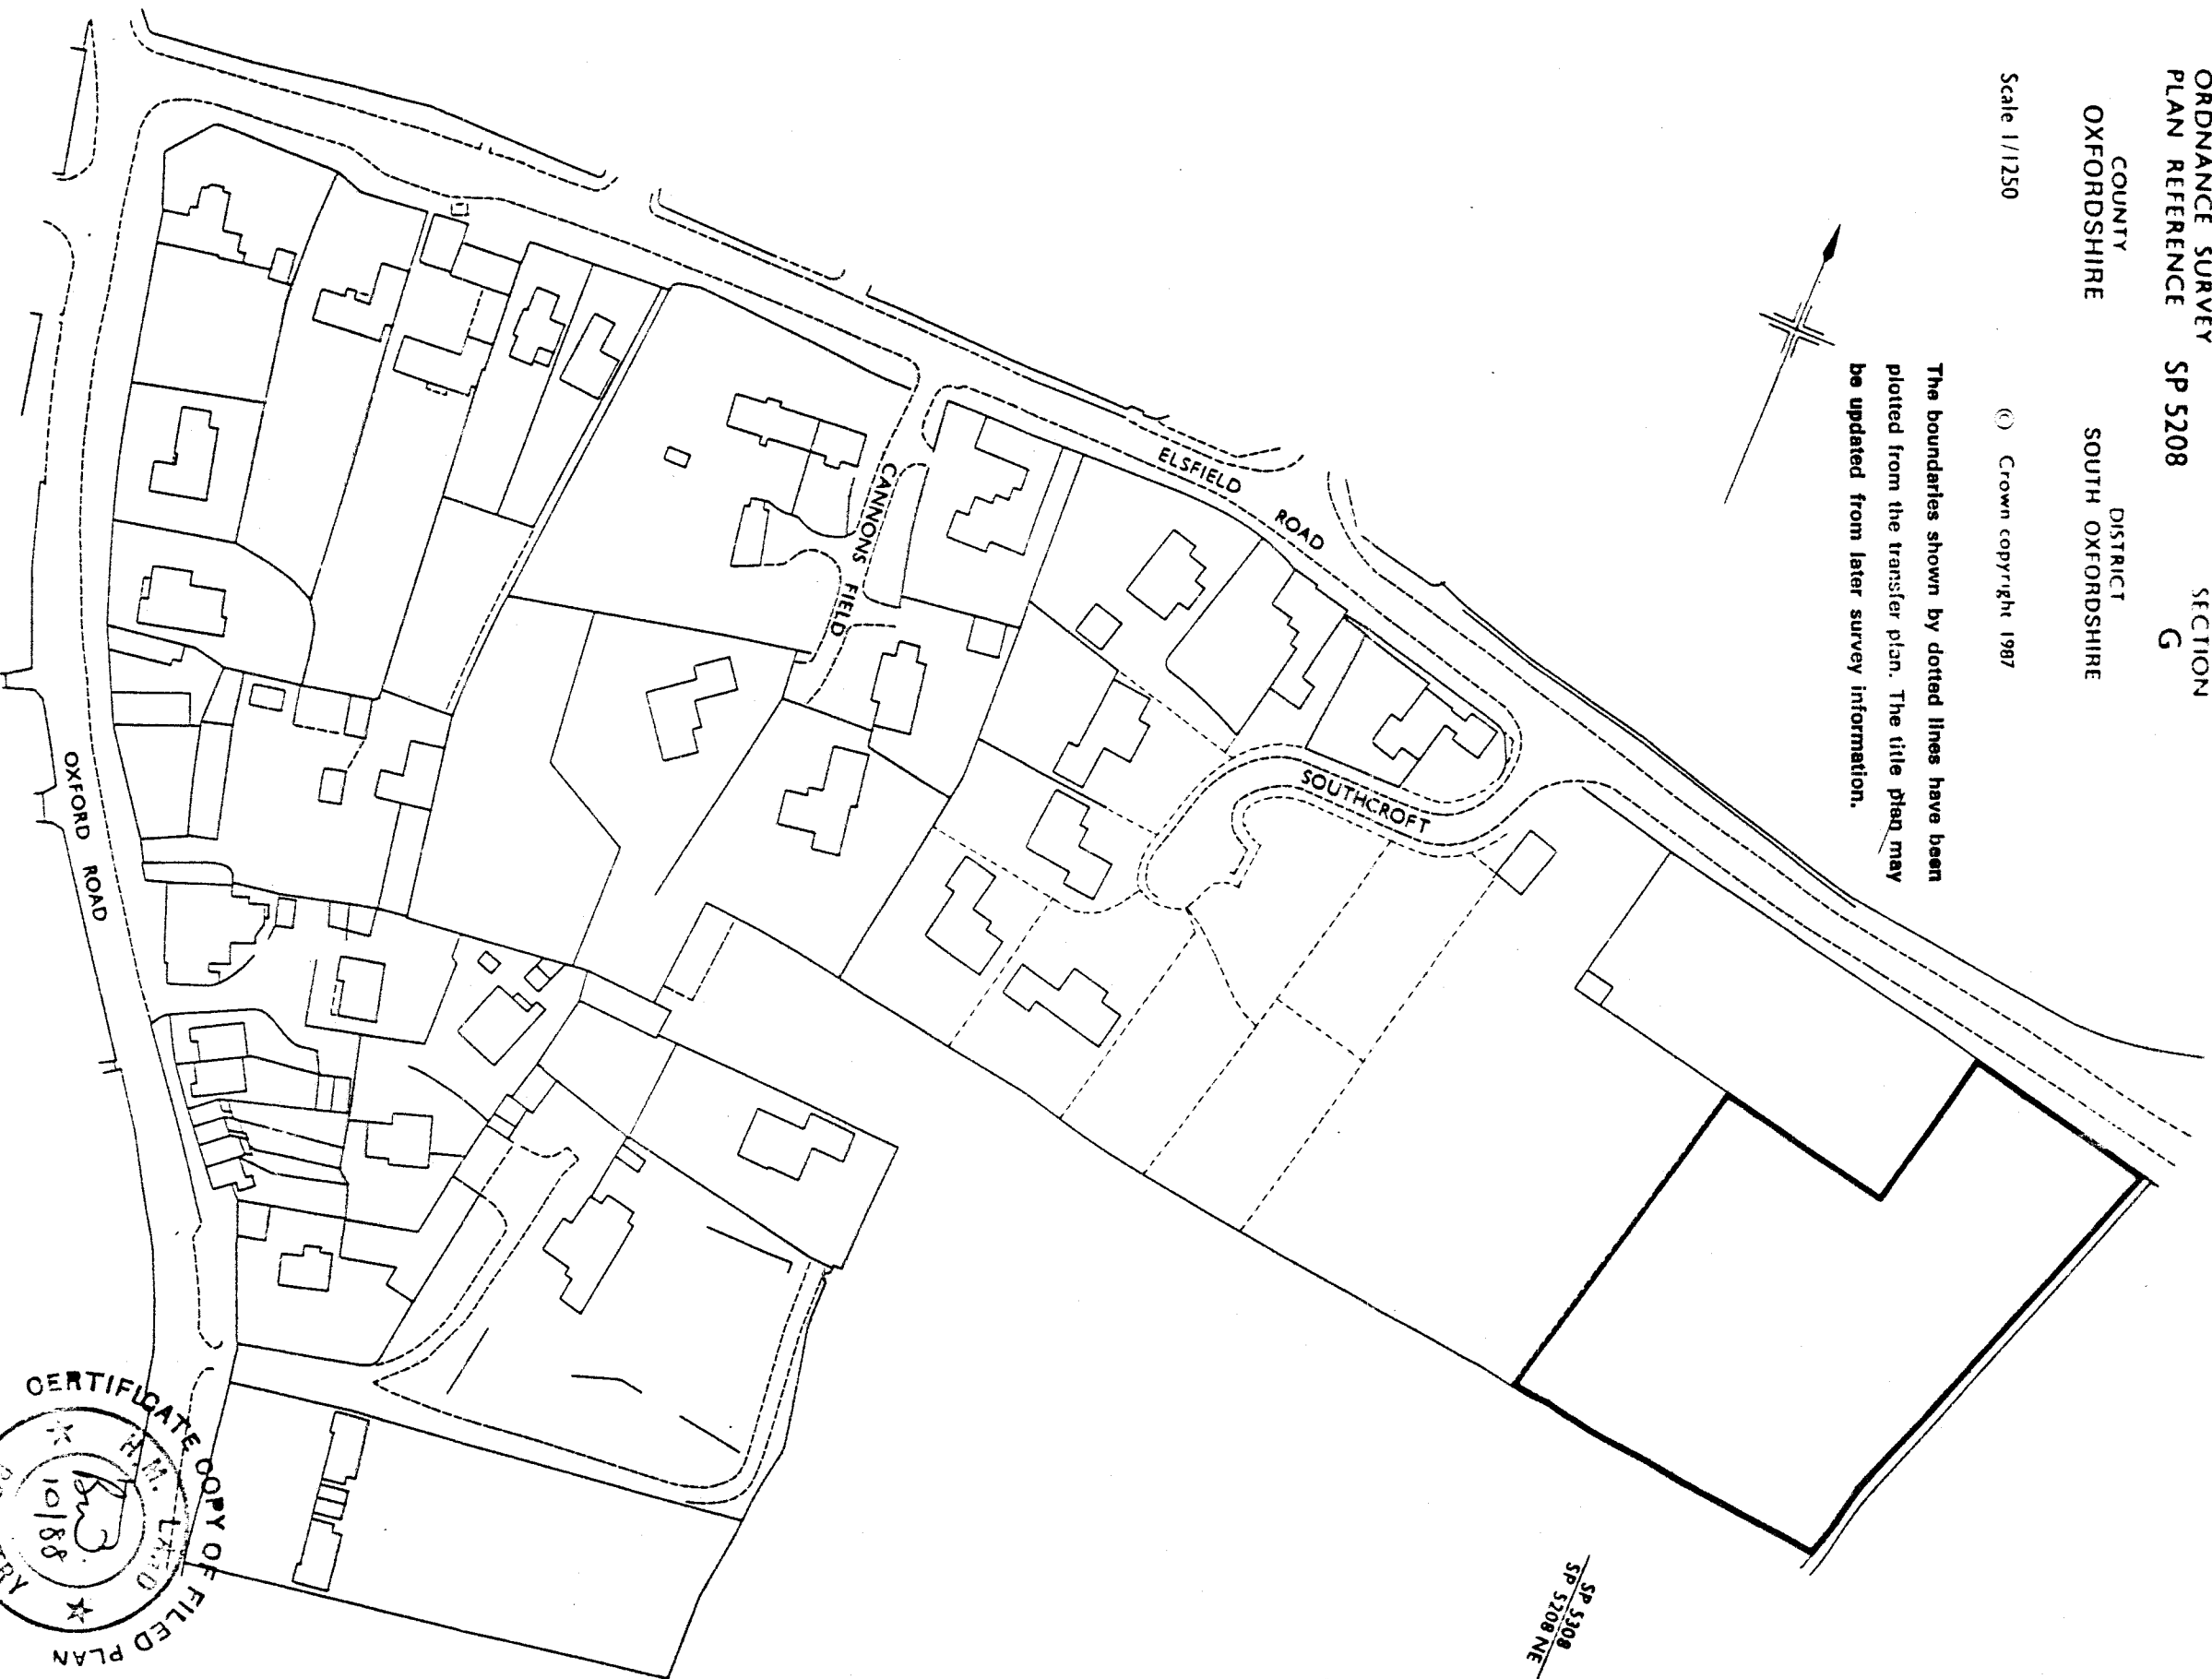 ORDNANCE SURVEY
PLAN REFERENCE SP 5208
SECTION
G
COUNTY
OXFORDSHIRE
DISTRICT
SOUTH OXFORDSHIRE
Scale 1/1250
© Crown copyright 1987
The boundaries shown by dotted lines have been
plotted from the transfer plan. The title plan may
be updated from later survey information.
ELSFIELD ROAD
CANNONS FIELD
SOUTHCROFT
OXFORD ROAD
SP 5308
SP 5208 NE
CERTIFICATE COPY OF FILED PLAN
H.M. LAND
10/88